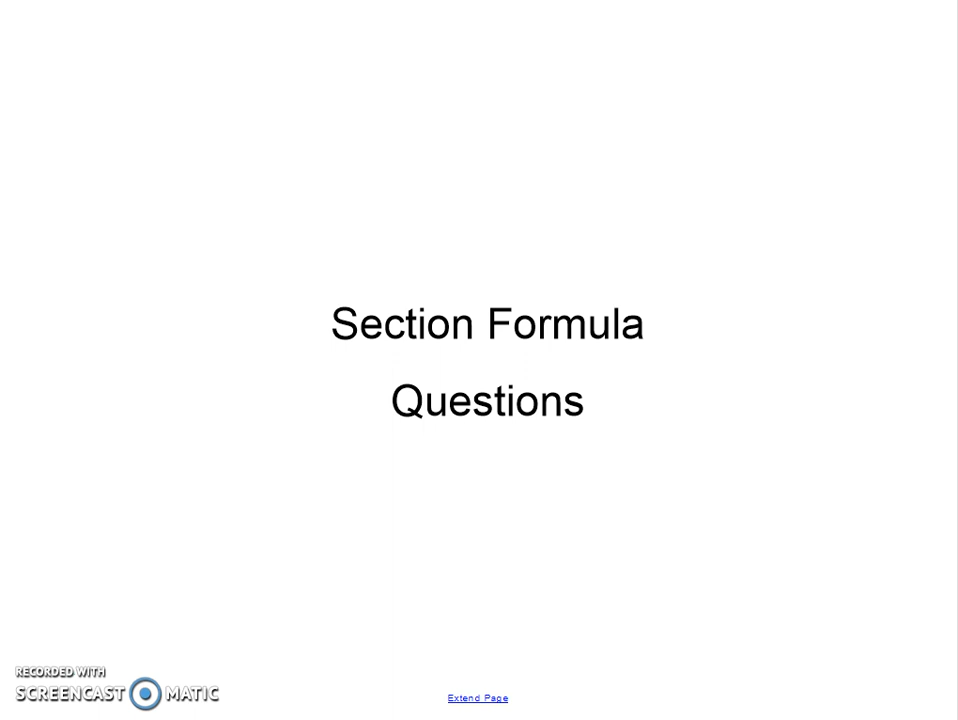 Section Formula
Questions
RECORDED WITH
SCREENCAST MATIC
Extend Page